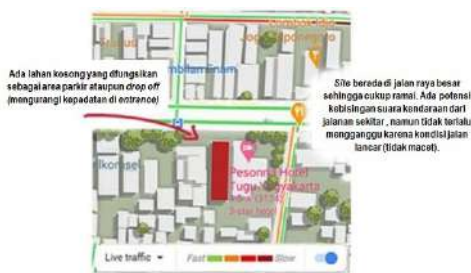 Ada lahan kosong yang difungsikan
sebagai area parkir ataupun drop off
(mengurangi kepadatan di entrance)
Site bereda di jalan raya besar
sehingga cukup ramai. Ada potensi
kebisingan suara kendaraan dari
jalanan sekitar, namun tidak terlalu
mengganggu karena kondisi jalan
lancar (tidak macet).
Pesonna Hotel
Tugu Yogyakarta
Live traffic
Fast
Slow